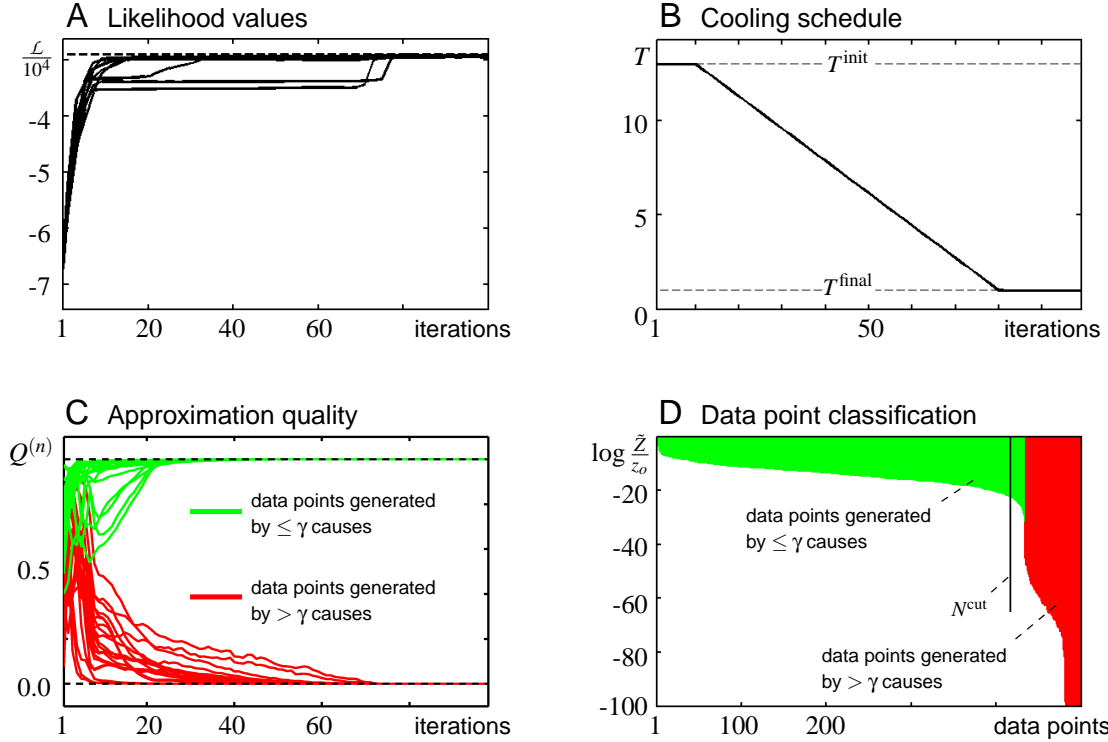 A Likelihood values
ℒ
10⁴
-4
-5
-6
-7
1 20 40 60 iterations
B Cooling schedule
T
T^init
10
5
T^final
0
1 50 iterations
C Approximation quality
Q^(n)
data points generated
by ≤ γ causes
0.5
data points generated
by > γ causes
0.0
1 20 40 60 iterations
D Data point classification
log Z̃/z_o
-20
data points generated
by ≤ γ causes
-40
-60
N^cut
data points generated
by > γ causes
-80
-100
1 100 200 data points